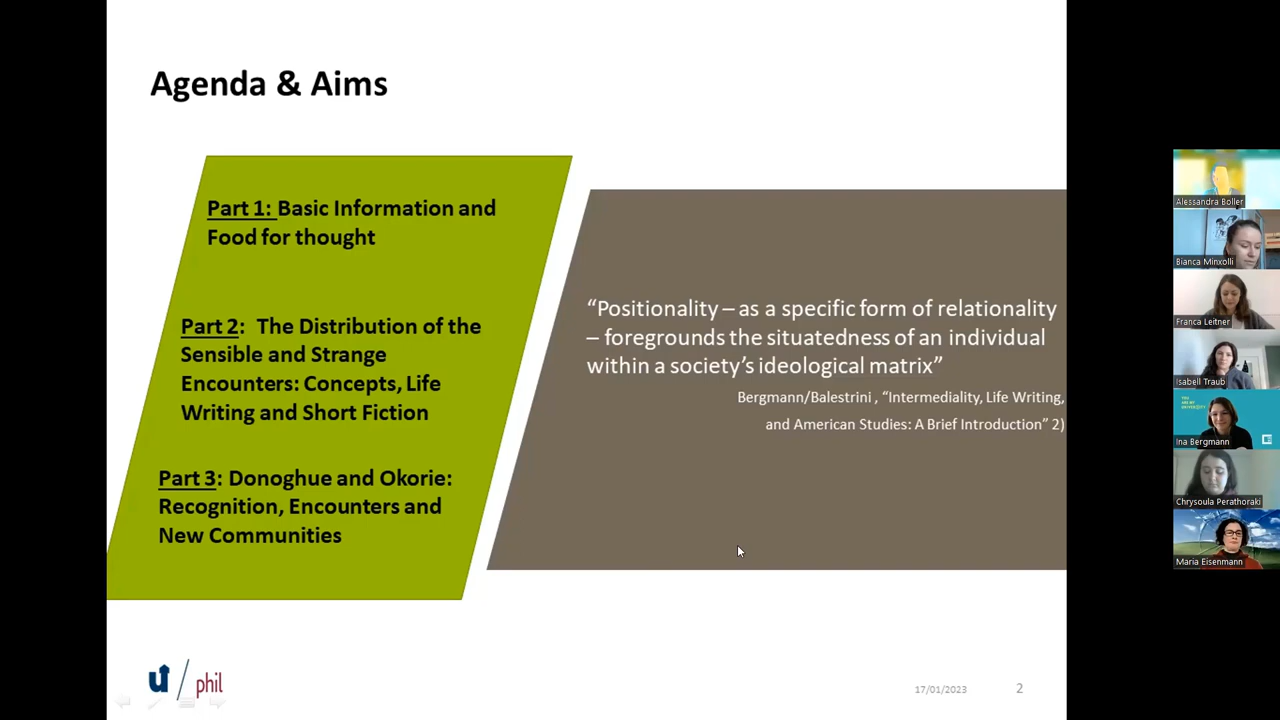 Agenda & Aims
Part 1: Basic Information and
Food for thought
Part 2:  The Distribution of the
Sensible and Strange
Encounters: Concepts, Life
Writing and Short Fiction
Part 3: Donoghue and Okorie:
Recognition, Encounters and
New Communities
“Positionality – as a specific form of relationality
– foregrounds the situatedness of an individual
within a society’s ideological matrix”
Bergmann/Balestrini , “Intermediality, Life Writing,
and American Studies: A Brief Introduction” 2)
u / phil
17/01/2023
2
Alessandra Boller
Bianca Minxolli
Franca Leitner
Isabell Traub
Ina Bergmann
Chrysoula Perathoraki
Maria Eisenmann